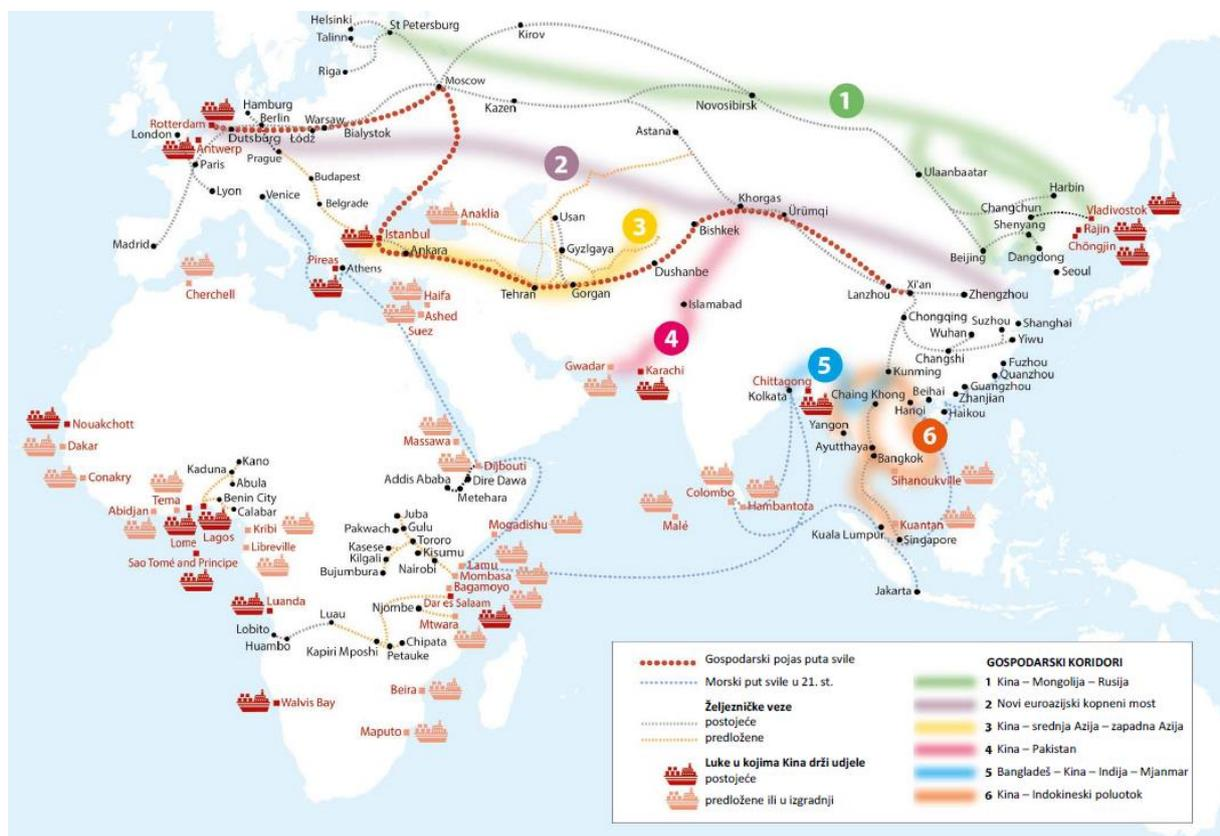 Helsinki
Talinn
St Petersburg
Riga
Kirov
Moscow
Kazen
Novosibirsk
1
Hamburg
Berlin
Rotterdam
London
Dutsburg
Łódź
Warsaw
Bialystok
Antwerp
Paris
Prague
Astana
2
Ulaanbaatar
Harbin
Changchun
Shenyang
Vladivostok
Rajin
Chōngjin
Dangdong
Beijing
Seoul
Lyon
Venice
Budapest
Belgrade
Anaklia
Usan
Khorgas
Ürümqi
3
Bishkek
Madrid
Istanbul
Ankara
Gyzlgaya
Dushanbe
Pireas
Athens
Cherchell
Tehran
Gorgan
Lanzhou
Xi'an
Zhengzhou
Haifa
Ashed
Suez
Islamabad
4
Chongqing
Wuhan
Suzhou
Shanghai
Yiwu
Changshi
Gwadar
Karachi
5
Kunming
Fuzhou
Quanzhou
Guangzhou
Zhanjian
Chittagong
Kolkata
Chaing Khong
Beihai
Hanoi
Haikou
Yangon
6
Ayutthaya
Bangkok
Sihanoukville
Nouakchott
Dakar
Conakry
Massawa
Djibouti
Addis Ababa
Dire Dawa
Metehara
Kaduna
Kano
Abula
Tema
Benin City
Calabar
Abidjan
Lome
Lagos
Kribi
Libreville
Sao Tomé and Principe
Colombo
Hambantota
Malé
Juba
Pakwach
Gulu
Tororo
Kasese
Kisumu
Kilgali
Bujumbura
Nairobi
Mogadishu
Lamu
Mombasa
Bagamoyo
Dar es Salaam
Mtwara
Kuantan
Kuala Lumpur
Singapore
Jakarta
Luanda
Luau
Njombe
Lobito
Huambo
Kapiri Mposhi
Chipata
Petauke
Beira
Walvis Bay
Maputo
Gospodarski pojas puta svile
Morski put svile u 21. st.
Željezničke veze
postojeće
predložene
Luke u kojima Kina drži udjele
postojeće
predložene ili u izgradnji
GOSPODARSKI KORIDORI
1 Kina – Mongolija – Rusija
2 Novi euroazijski kopneni most
3 Kina – srednja Azija – zapadna Azija
4 Kina – Pakistan
5 Bangladeš – Kina – Indija – Mjanmar
6 Kina – Indokineski poluotok